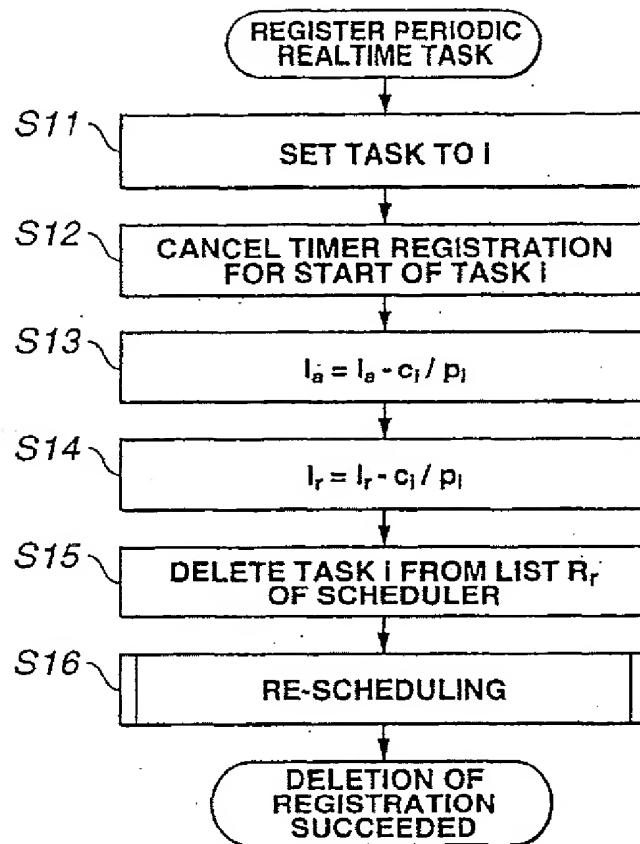 REGISTER PERIODIC
REALTIME TASK
S11
SET TASK TO i
S12
CANCEL TIMER REGISTRATION
FOR START OF TASK i
S13
Iₐ = Iₐ - cᵢ / pᵢ
S14
Iᵣ = Iᵣ - cᵢ / pᵢ
S15
DELETE TASK i FROM LIST Rᵣ
OF SCHEDULER
S16
RE-SCHEDULING
DELETION OF
REGISTRATION
SUCCEEDED